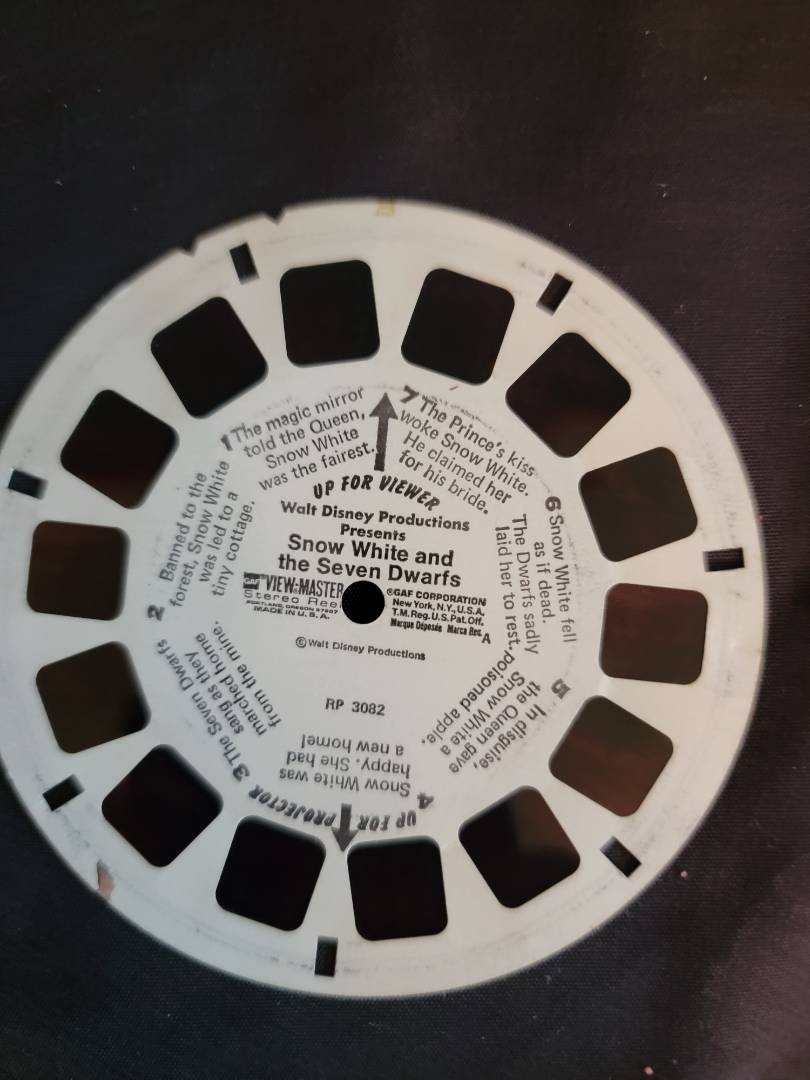 UP FOR VIEWER
Walt Disney Productions
Presents
Snow White and
the Seven Dwarfs
GAF VIEW-MASTER
Stereo Reel
PORTLAND, OREGON 97207
MADE IN U.S.A.
®GAF CORPORATION
New York, N.Y., U.S.A.
T.M. Reg. U.S. Pat. Off.
Marque Déposée Marca Reg.
A
©Walt Disney Productions
RP 3082
1 The magic mirror
told the Queen,
Snow White
was the fairest.
2 Banned to the
forest, Snow White
was led to a
tiny cottage.
3 The Seven Dwarfs
sang as they
marched home
from the mine.
4 Snow White was
happy. She had
a new home!
5 In disguise,
the Queen gave
Snow White a
poisoned apple.
6 Snow White fell
as if dead.
The Dwarfs sadly
laid her to rest.
7 The Prince's kiss
woke Snow White.
He claimed her
for his bride.
UP FOR PROJECTOR